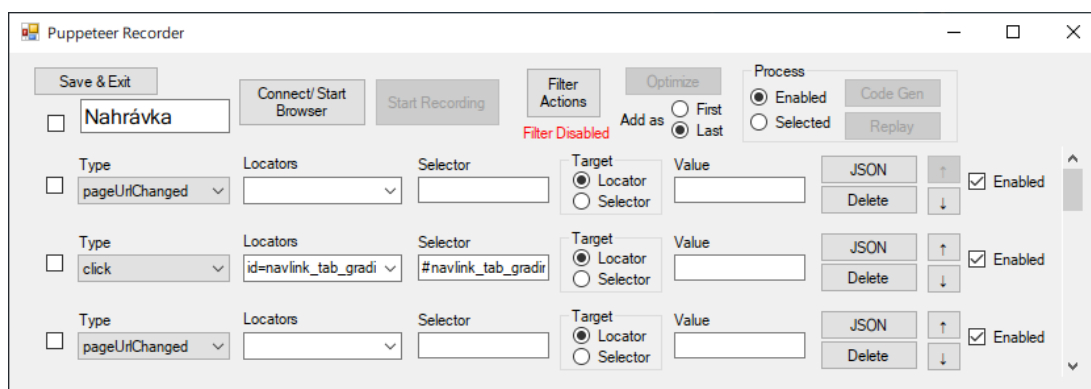 Puppeteer Recorder
Save & Exit
Nahrávka
Connect/ Start
Browser
Start Recording
Filter
Actions
Filter Disabled
Optimize
Add as
First
Last
Process
Enabled
Selected
Code Gen
Replay
Type
Locators
Selector
Target
Value
pageUrlChanged
Locator
Selector
JSON
Delete
↑
↓
Enabled
Type
Locators
Selector
Target
Value
click
id=navlink_tab_gradi
#navlink_tab_gradir
Locator
Selector
JSON
Delete
↑
↓
Enabled
Type
Locators
Selector
Target
Value
pageUrlChanged
Locator
Selector
JSON
Delete
↑
↓
Enabled